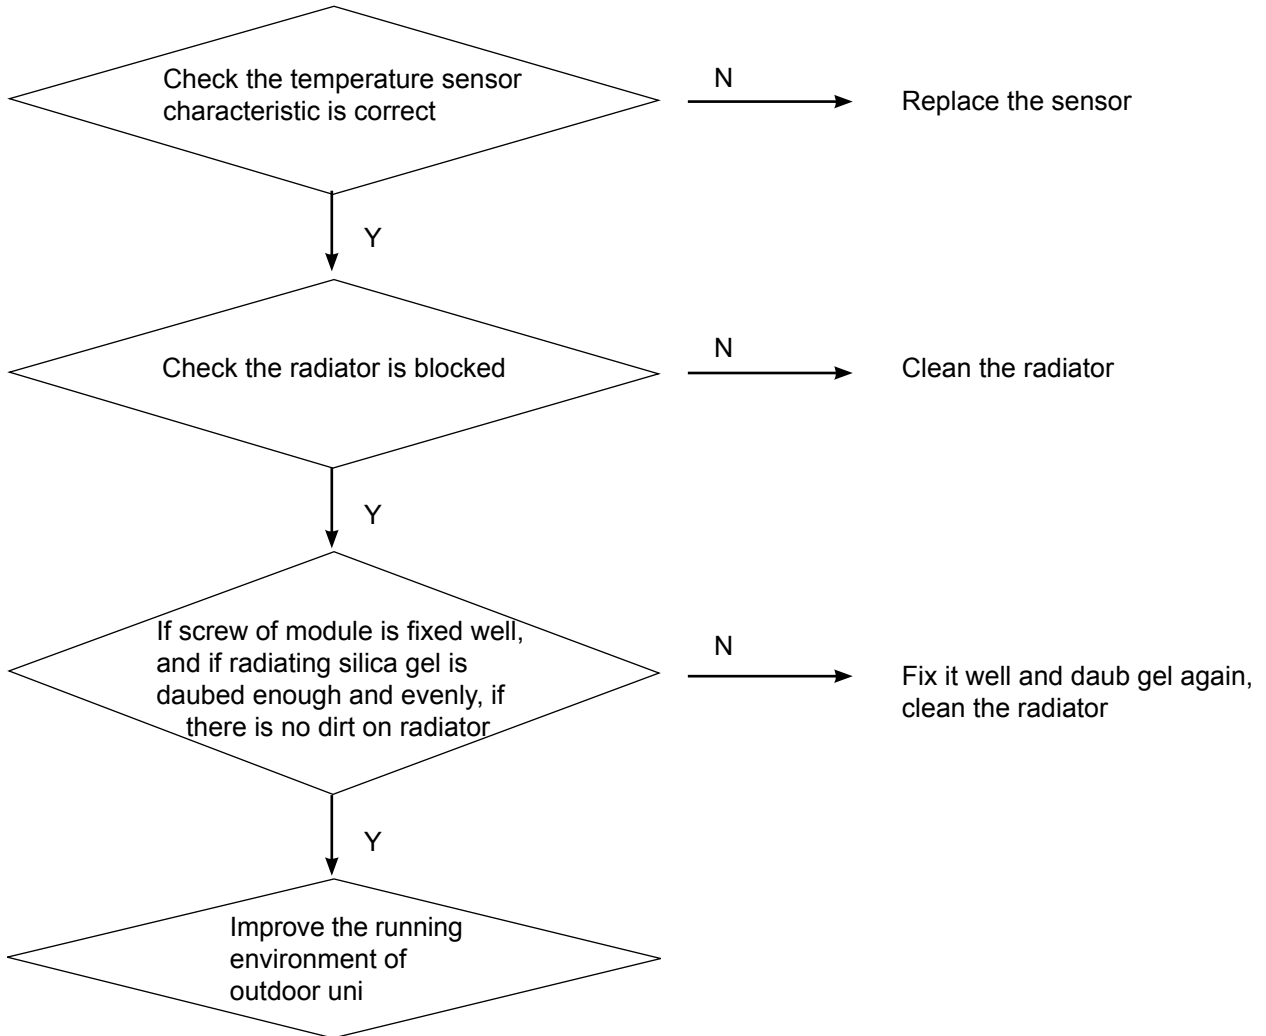 Check the temperature sensor
characteristic is correct
N
Replace the sensor
Y
Check the radiator is blocked
N
Clean the radiator
Y
If screw of module is fixed well,
and if radiating silica gel is
daubed enough and evenly, if
there is no dirt on radiator
N
Fix it well and daub gel again,
clean the radiator
Y
Improve the running
environment of
outdoor uni